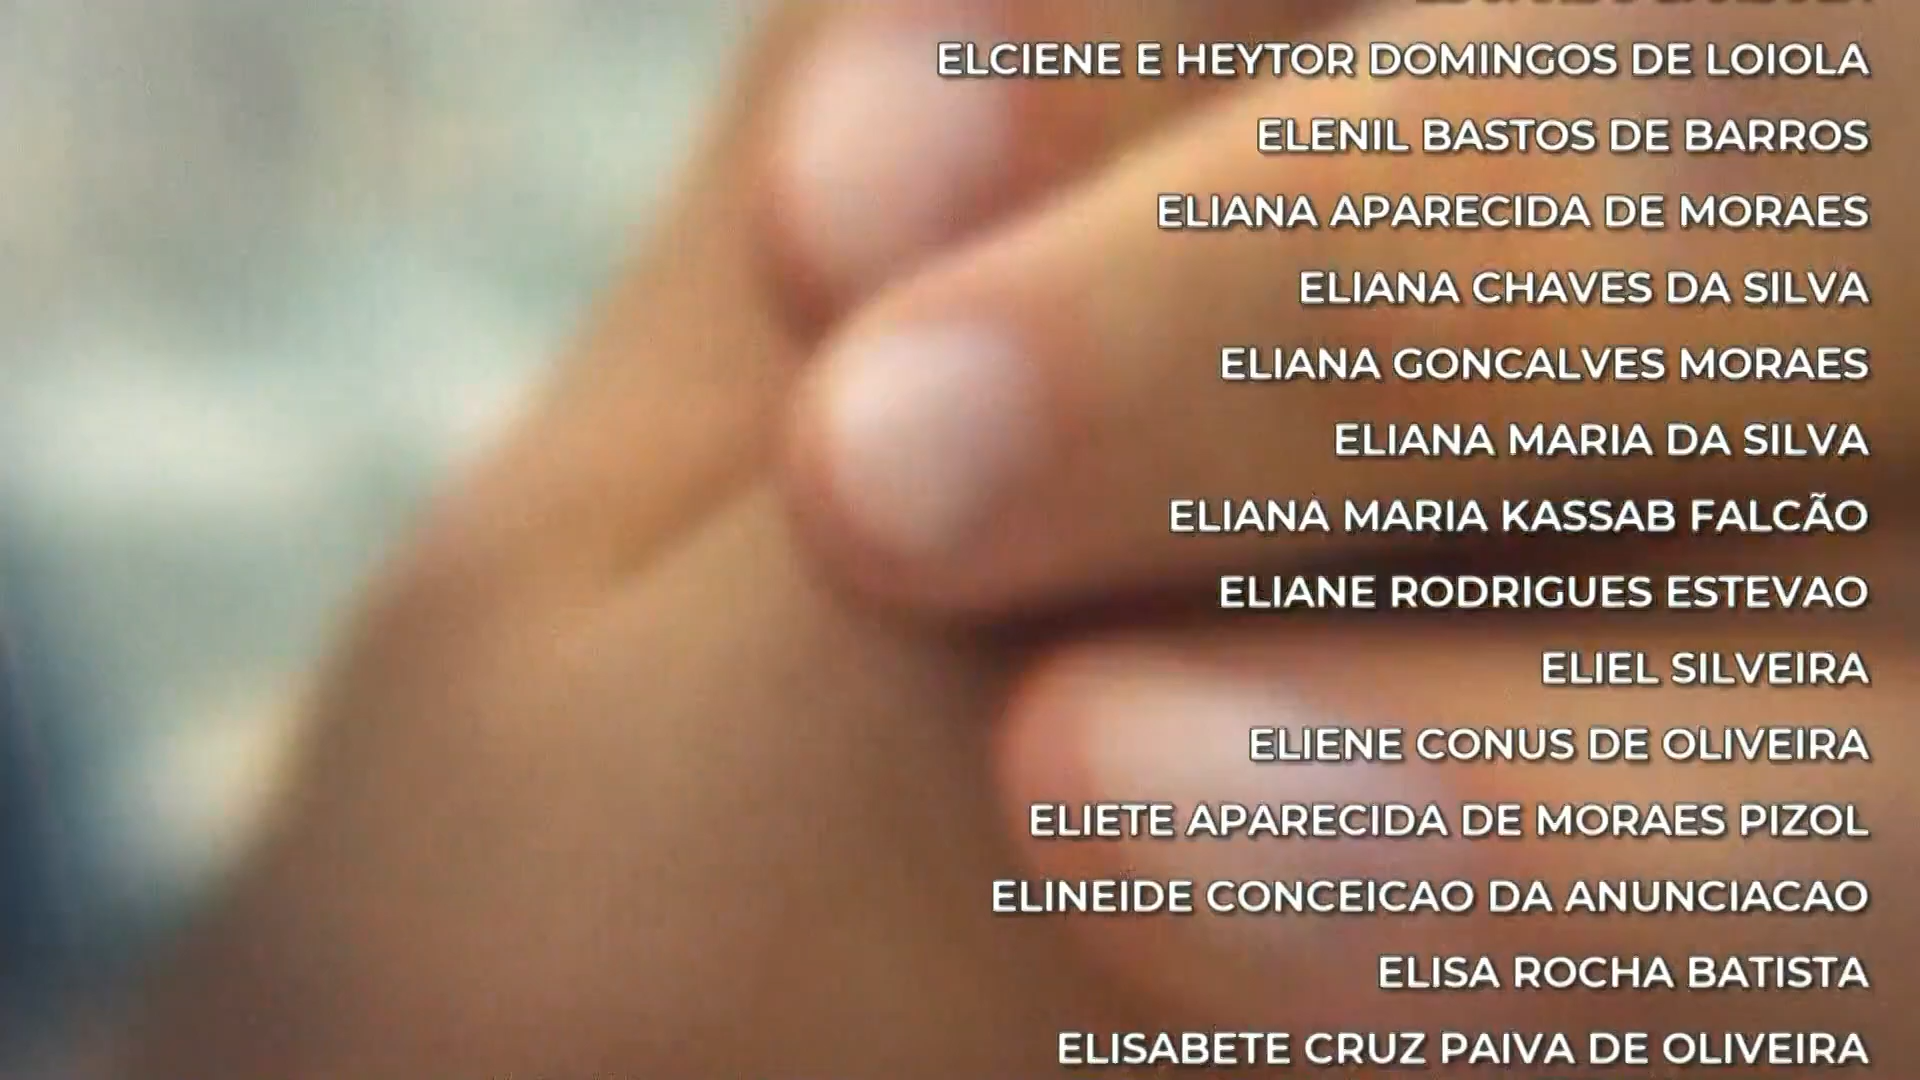 ELCIENE E HEYTOR DOMINGOS DE LOIOLA
ELENIL BASTOS DE BARROS
ELIANA APARECIDA DE MORAES
ELIANA CHAVES DA SILVA
ELIANA GONCALVES MORAES
ELIANA MARIA DA SILVA
ELIANA MARIA KASSAB FALCÃO
ELIANE RODRIGUES ESTEVAO
ELIEL SILVEIRA
ELIENE CONUS DE OLIVEIRA
ELIETE APARECIDA DE MORAES PIZOL
ELINEIDE CONCEICAO DA ANUNCIACAO
ELISA ROCHA BATISTA
ELISABETE CRUZ PAIVA DE OLIVEIRA